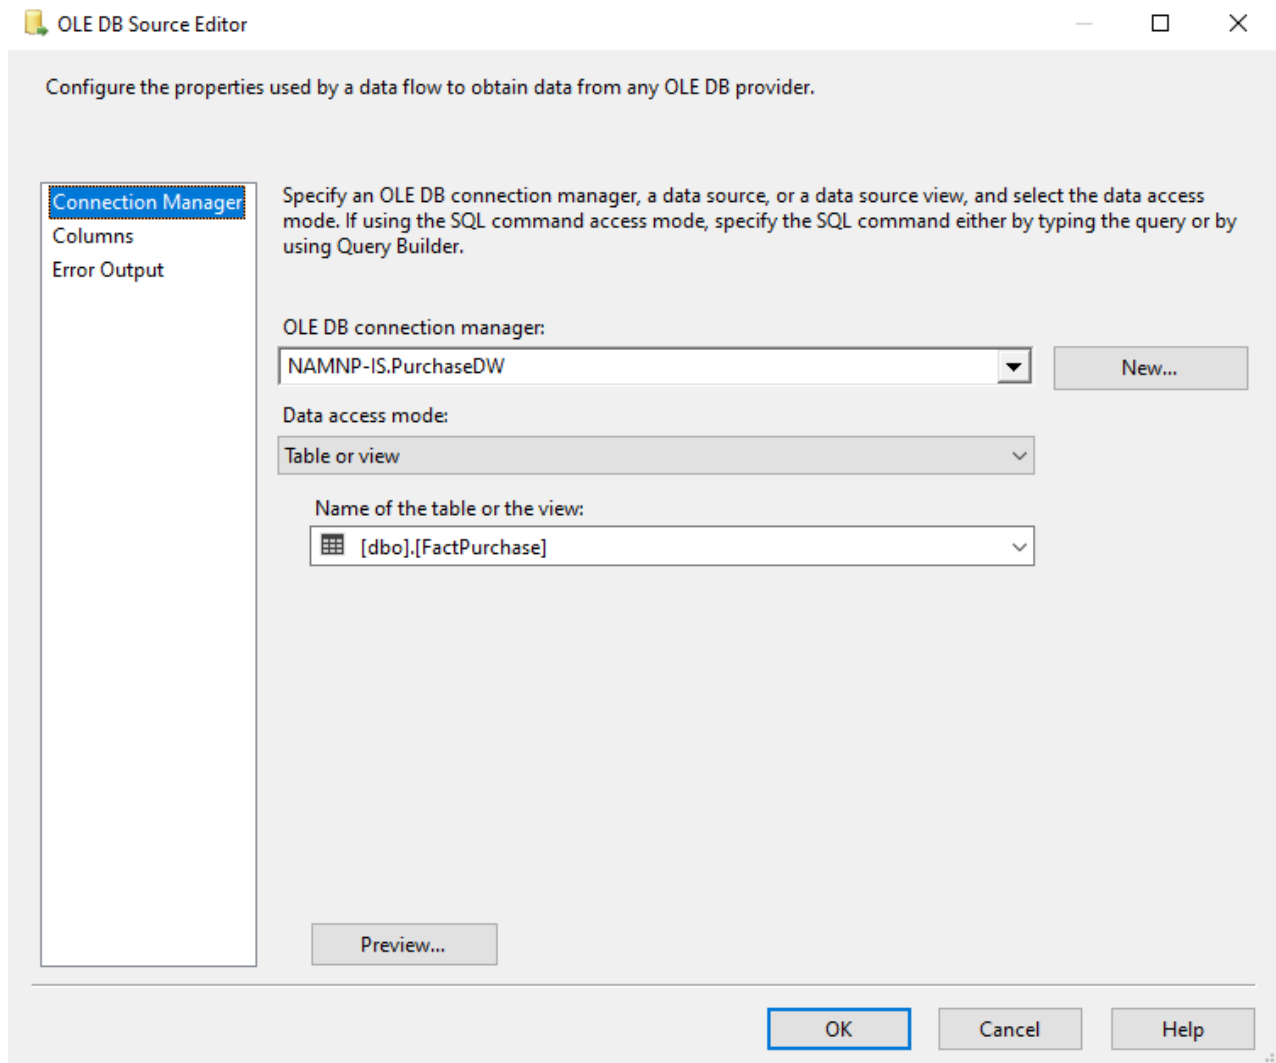 OLE DB Source Editor
Configure the properties used by a data flow to obtain data from any OLE DB provider.
Connection Manager
Columns
Error Output
Specify an OLE DB connection manager, a data source, or a data source view, and select the data access
mode. If using the SQL command access mode, specify the SQL command either by typing the query or by
using Query Builder.
OLE DB connection manager:
NAMNP-IS.PurchaseDW
New...
Data access mode:
Table or view
Name of the table or the view:
[dbo].[FactPurchase]
Preview...
OK
Cancel
Help